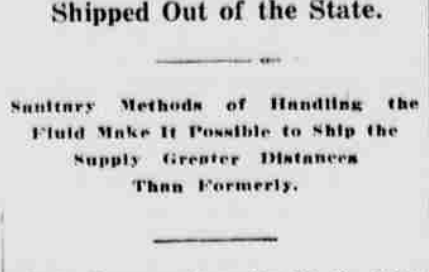 Shipped Out of the State.
Sanitary Methods of Handling the
Fluid Make It Possible to Ship the
Supply Greater Distances
Than Formerly.